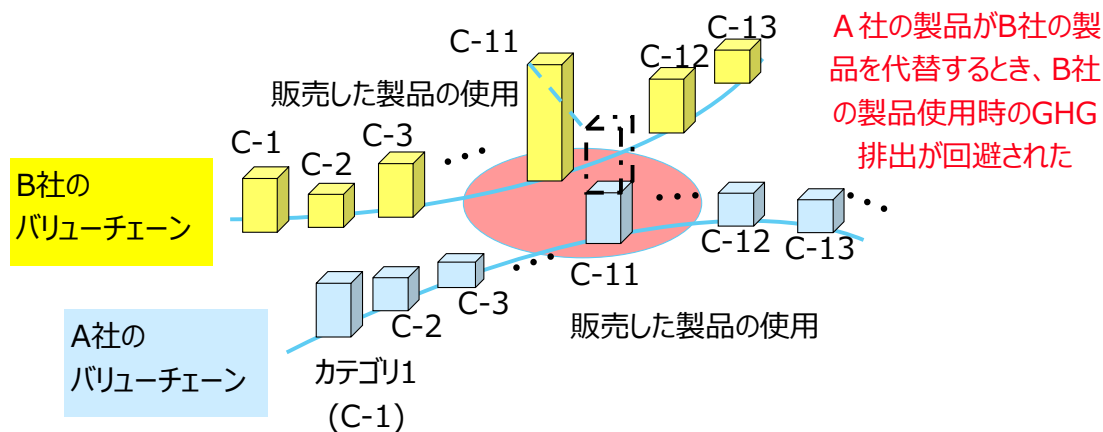 C-11
C-12
C-13
A社の製品がB社の製
品を代替するとき、B社
の製品使用時のGHG
排出が回避された
販売した製品の使用
C-1
C-2
C-3
B社の
バリューチェーン
C-12
C-13
C-11
C-3
C-2
販売した製品の使用
A社の
バリューチェーン
カテゴリ1
(C-1)